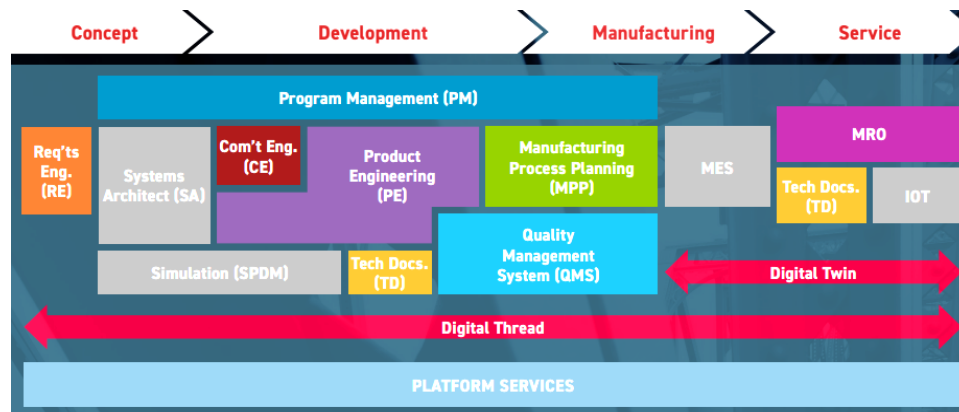 Concept
Development
Manufacturing
Service
Program Management (PM)
Req'ts
Eng.
(RE)
Systems
Architect (SA)
Com't Eng.
(CE)
Product
Engineering
(PE)
Manufacturing
Process Planning
(MPP)
MES
MRO
Tech Docs.
(TD)
IOT
Simulation (SPDM)
Tech Docs.
(TD)
Quality
Management
System (QMS)
Digital Twin
Digital Thread
PLATFORM SERVICES